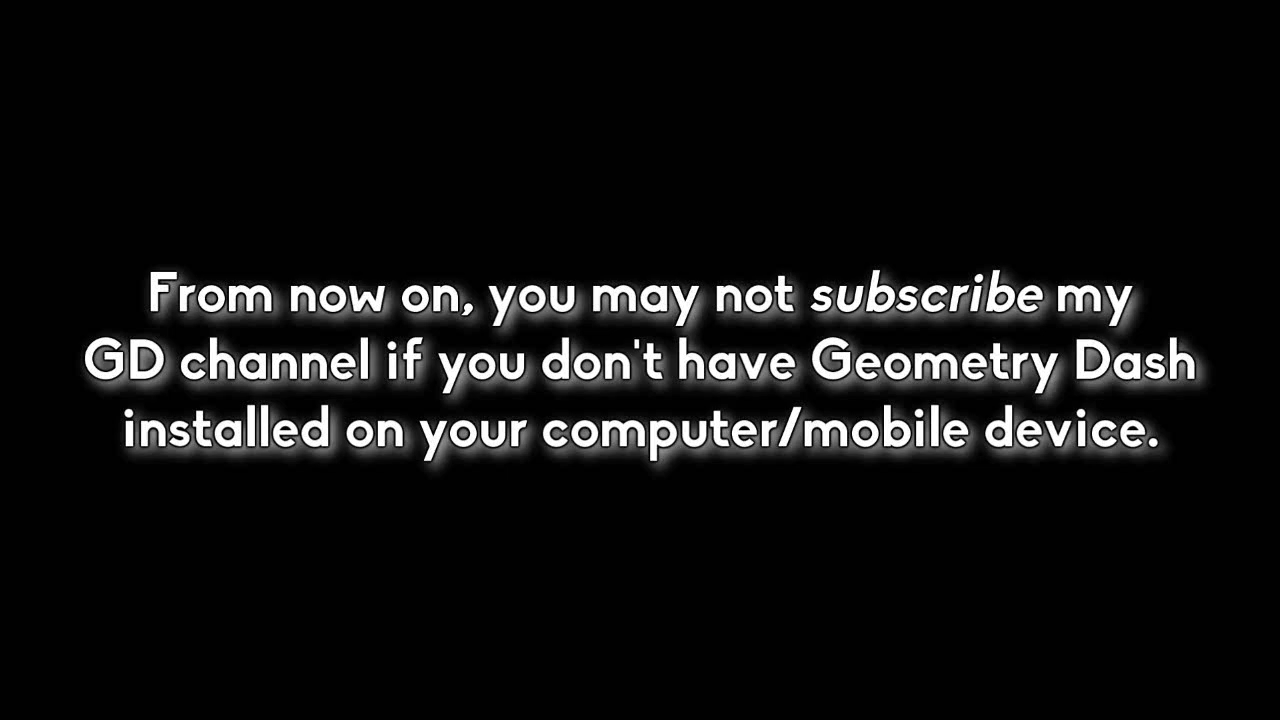 From now on, you may not subscribe my
GD channel if you don't have Geometry Dash
installed on your computer/mobile device.